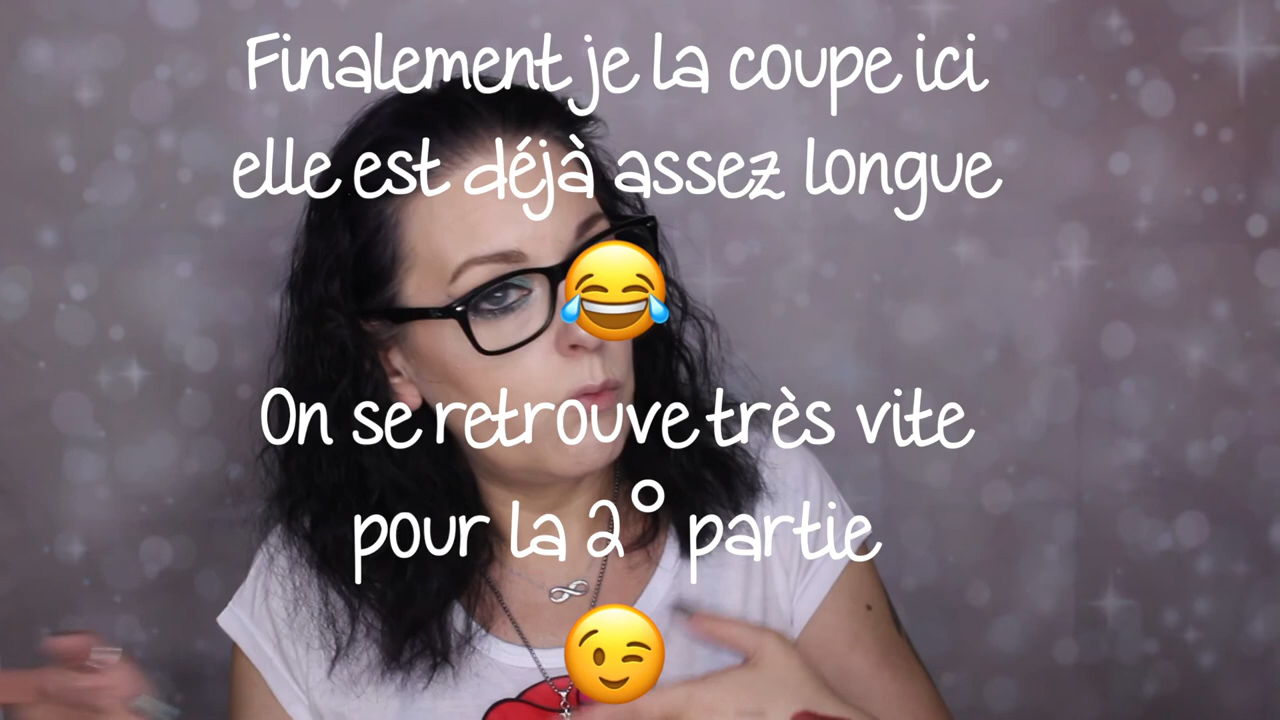 Finalement je la coupe ici
elle est déjà assez longue
😂
On se retrouve très vite
pour la 2° partie
😉